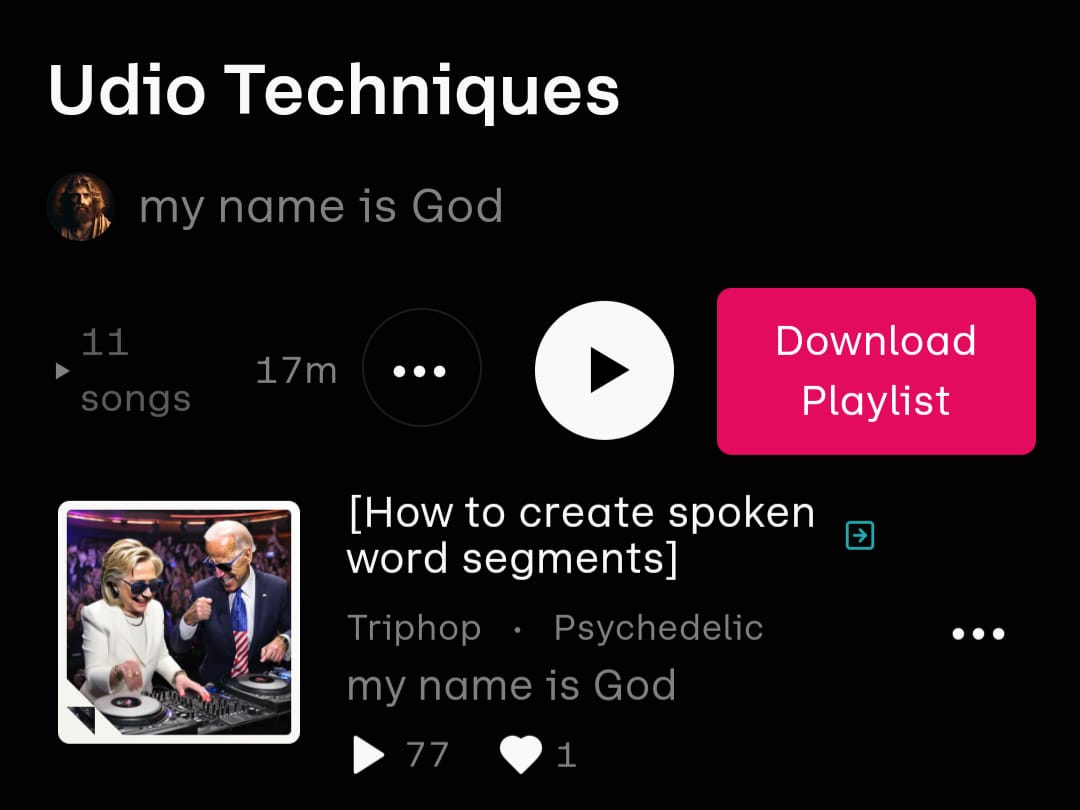 Udio Techniques
my name is God
11
songs
17m
Download
Playlist
[How to create spoken
word segments]
Triphop · Psychedelic
my name is God
77
1